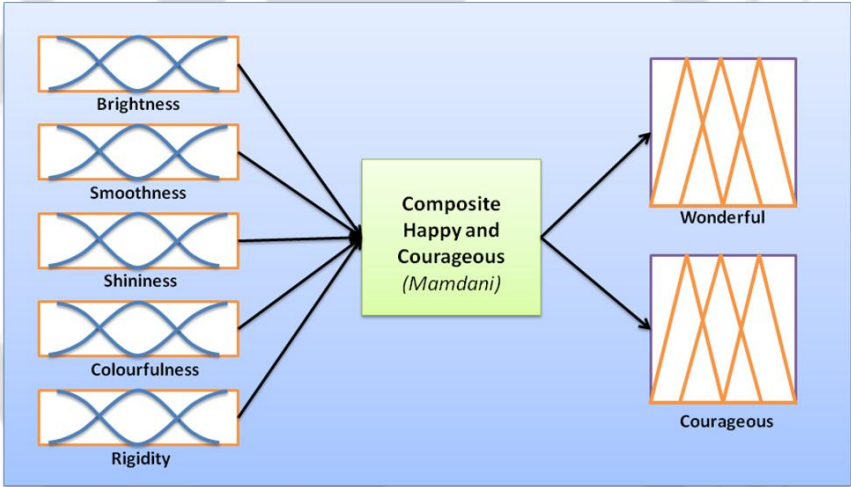 Brightness
Smoothness
Shininess
Colourfulness
Rigidity
Composite
Happy and
Courageous
(Mamdani)
Wonderful
Courageous